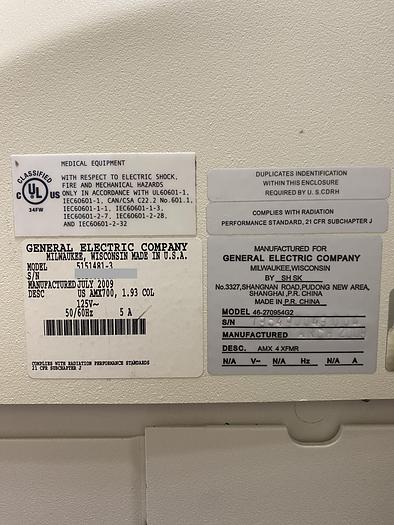 CLASSIFIED
C UL US
34FW
MEDICAL EQUIPMENT
WITH RESPECT TO ELECTRIC SHOCK,
FIRE AND MECHANICAL HAZARDS
ONLY IN ACCORDANCE WITH UL60601-1,
IEC60601-1, CAN/CSA C22.2 No.601.1,
IEC60601-1-1, IEC60601-1-3,
IEC60601-2-7, IEC60601-2-28,
AND IEC60601-2-32
GENERAL ELECTRIC COMPANY
MILWAUKEE, WISCONSIN MADE IN U.S.A.
MODEL 5151481-3
S/N
MANUFACTURED JULY 2009
DESC US AMX700, 1.93 COL
125V~
50/60Hz 5 A
COMPLIES WITH RADIATION PERFORMANCE STANDARDS
21 CFR SUBCHAPTER J
DUPLICATES INDENTIFICATION
WITHIN THIS ENCLOSURE
REQUIRED BY U.S.CDRH
COMPLIES WITH RADIATION
PERFORMANCE STANDARD, 21 CFR SUBCHAPTER J
MANUFACTURED FOR
GENERAL ELECTRIC COMPANY
MILWAUKEE,WISCONSIN
BY SH SK
No.3327,SHANGNAN ROAD,PUDONG NEW AREA,
SHANGHAI ,P.R. CHINA
MADE IN P.R. CHINA
MODEL 46-270954G2
S/N
MANUFACTURED
DESC. AMX 4 XFMR
N/A V~ N/A Hz N/A A